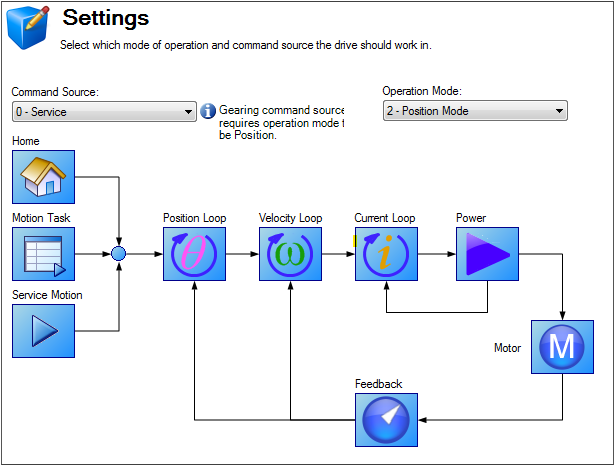 Settings
Select which mode of operation and command source the drive should work in.
Command Source:
Operation Mode:
0 - Service
2 - Position Mode
Gearing command source
requires operation mode t
be Position.
Home
Motion Task
Position Loop
Velocity Loop
Current Loop
Power
θ
ω
i
Service Motion
Motor
M
Feedback